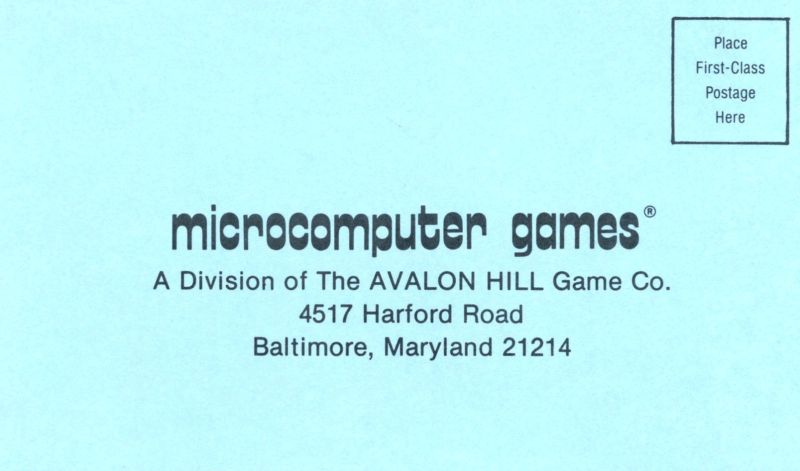 Place
First-Class
Postage
Here
microcomputer games®
A Division of The AVALON HILL Game Co.
4517 Harford Road
Baltimore, Maryland 21214